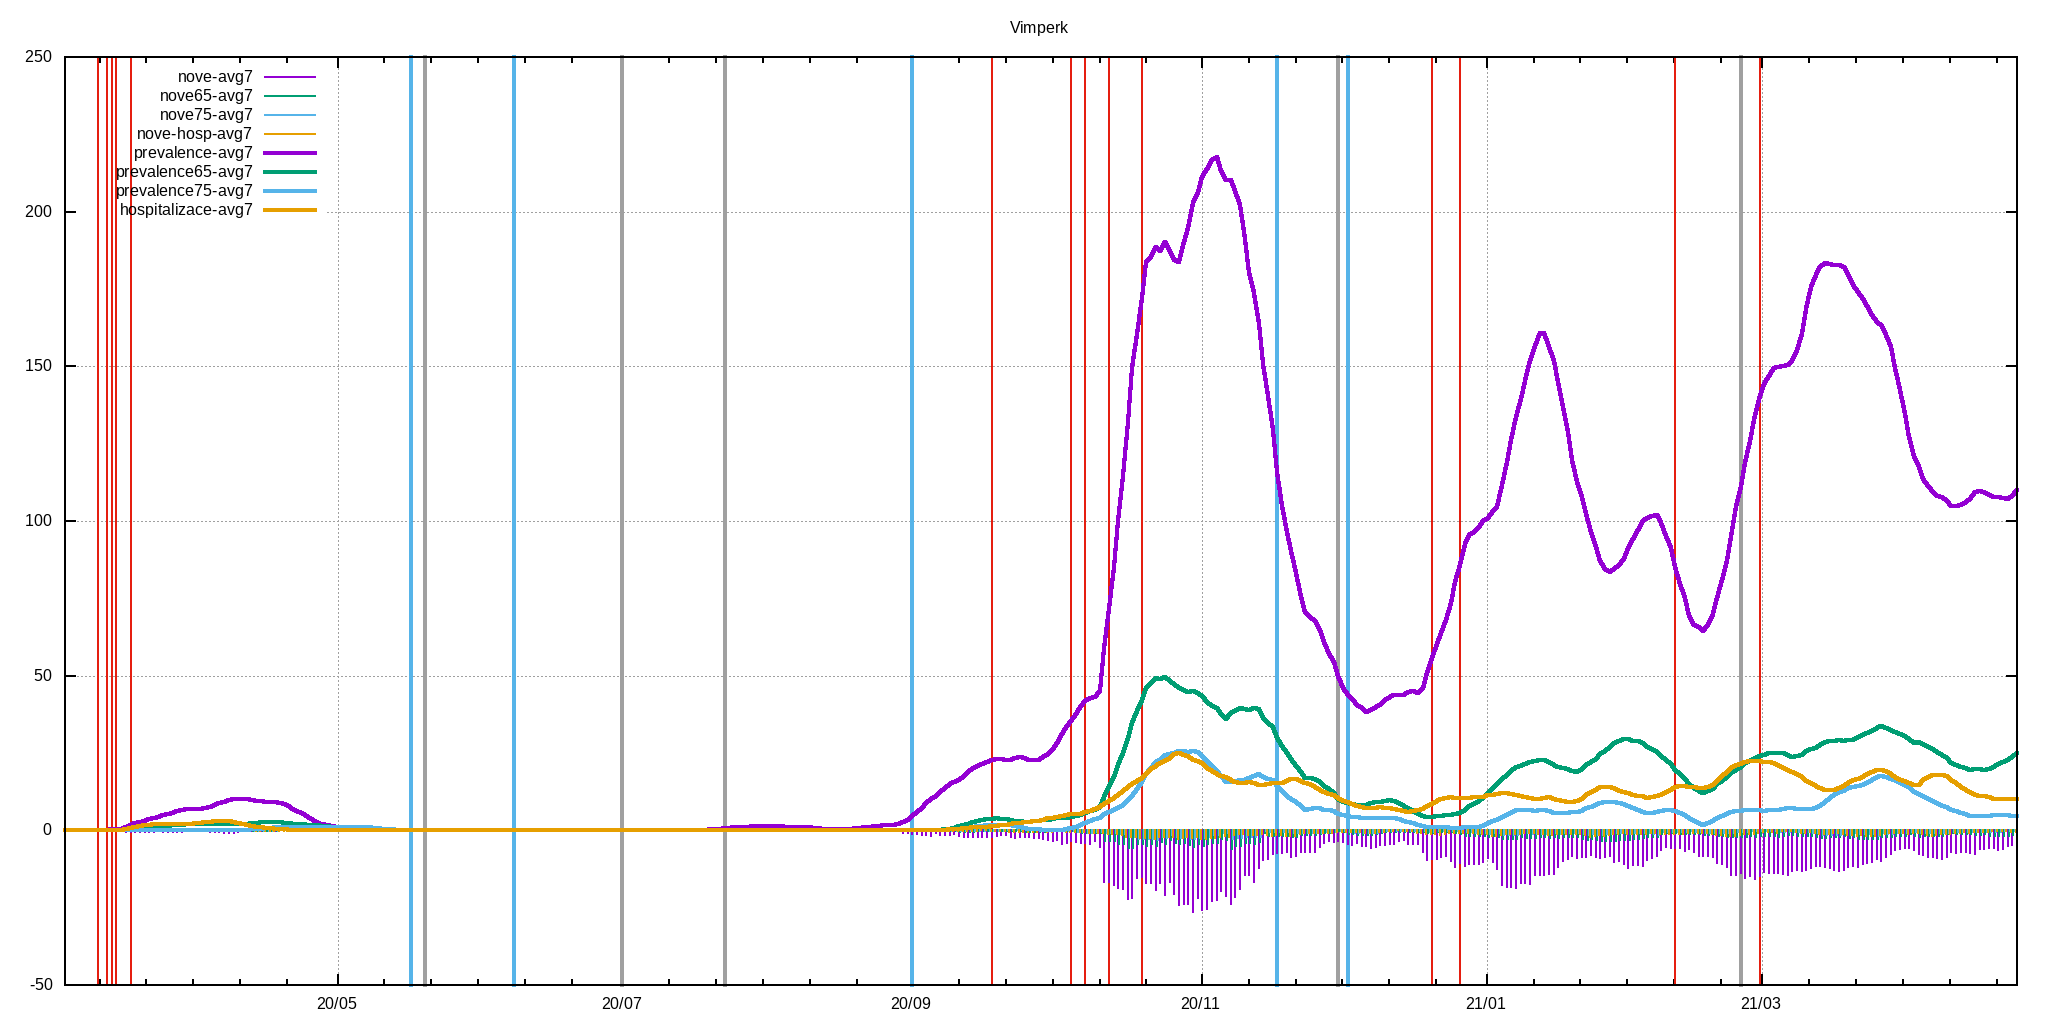 Vimperk
250
200
150
100
50
0
-50
nove-avg7
nove65-avg7
nove75-avg7
nove-hosp-avg7
prevalence-avg7
prevalence65-avg7
prevalence75-avg7
hospitalizace-avg7
20/05
20/07
20/09
20/11
21/01
21/03